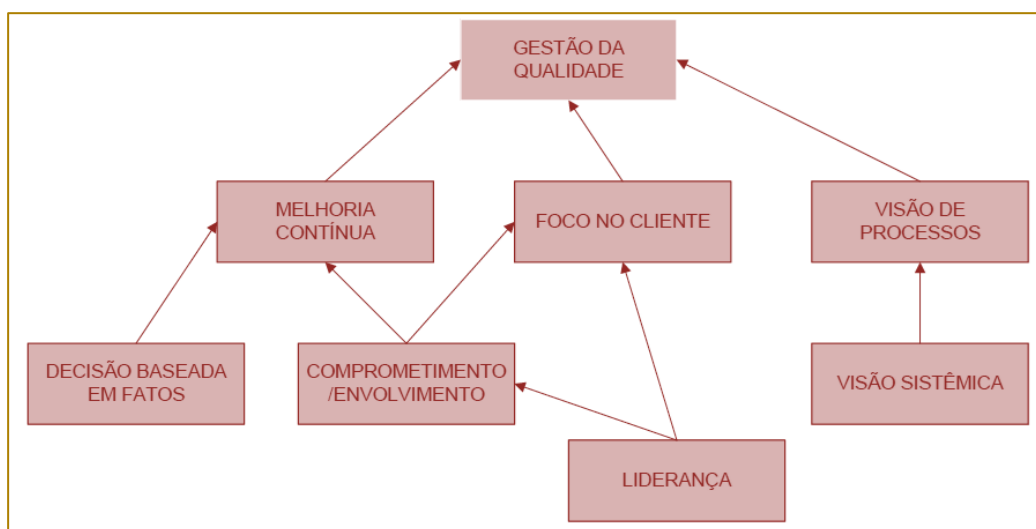 GESTÃO DA
QUALIDADE
MELHORIA
CONTÍNUA
FOCO NO CLIENTE
VISÃO DE
PROCESSOS
DECISÃO BASEADA
EM FATOS
COMPROMETIMENTO
/ENVOLVIMENTO
VISÃO SISTÊMICA
LIDERANÇA